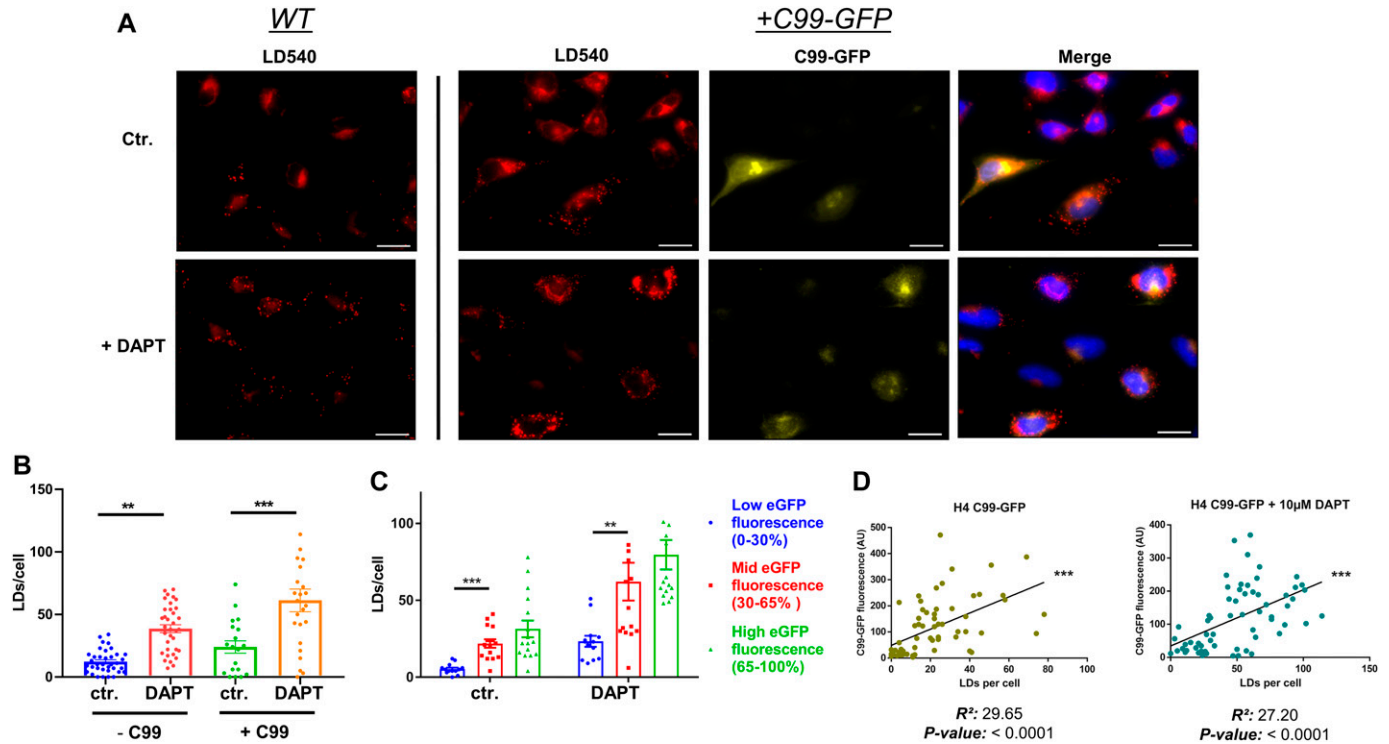 A
WT
+C99-GFP
LD540
LD540
C99-GFP
Merge
Ctr.
+ DAPT
B
LDs/cell
150
100
50
0
**
***
ctr.
DAPT
ctr.
DAPT
- C99
+ C99
C
LDs/cell
100
50
0
***
**
ctr.
DAPT
Low eGFP
fluorescence
(0-30%)
Mid eGFP
fluorescence
(30-65% )
High eGFP
fluorescence
(65-100%)
D
H4 C99-GFP
C99-GFP fluorescence (AU)
500
400
300
200
100
0
0 20 40 60 80
***
LDs per cell
R²: 29.65
P-value: < 0.0001
H4 C99-GFP + 10µM DAPT
C99-GFP fluorescence (AU)
400
300
200
100
0
0 50 100 150
***
LDs per cell
R²: 27.20
P-value: < 0.0001